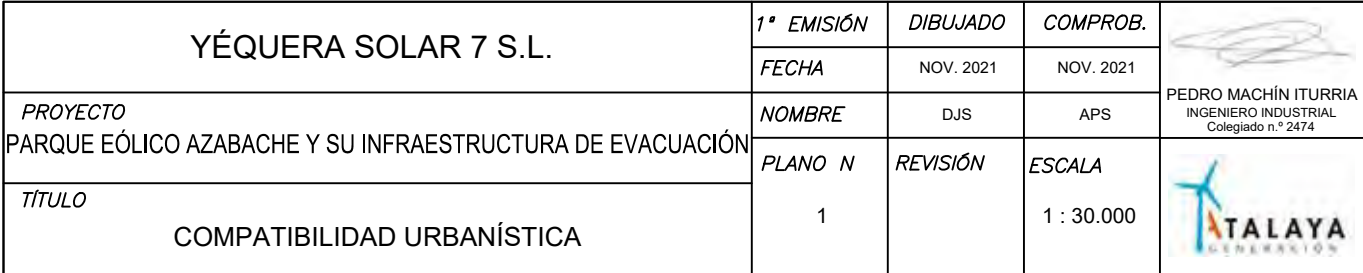 YÉQUERA SOLAR 7 S.L.
1ª EMISIÓN DIBUJADO COMPROB.
FECHA NOV. 2021 NOV. 2021
NOMBRE DJS APS
PEDRO MACHÍN ITURRIA
INGENIERO INDUSTRIAL
Colegiado n.º 2474
PROYECTO
PARQUE EÓLICO AZABACHE Y SU INFRAESTRUCTURA DE EVACUACIÓN
PLANO N REVISIÓN ESCALA
1 1 : 30.000
TÍTULO
COMPATIBILIDAD URBANÍSTICA
ATALAYA
GENERACIÓN